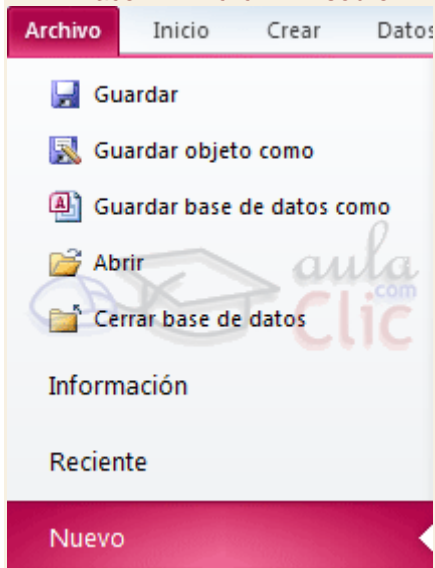 Archivo Inicio Crear Datos
Guardar
Guardar objeto como
Guardar base de datos como
Abrir
aula
.com
Clic
Cerrar base de datos
Información
Reciente
Nuevo